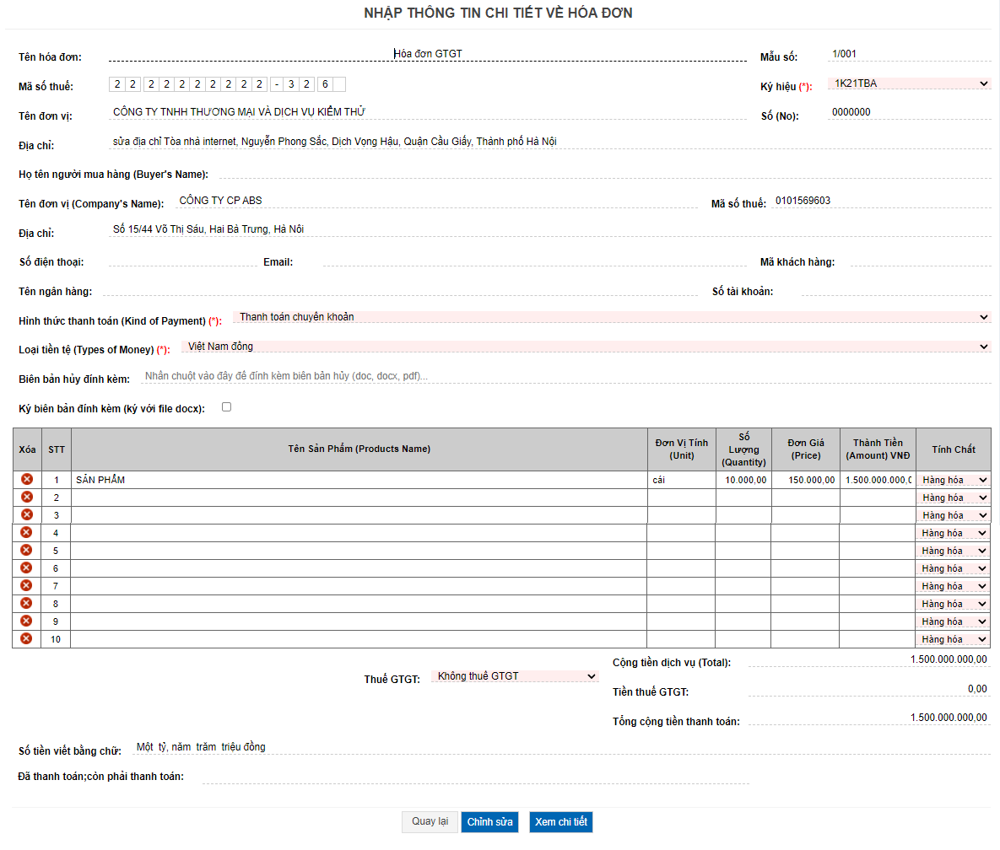 NHẬP THÔNG TIN CHI TIẾT VỀ HÓA ĐƠN
Tên hóa đơn: Hóa đơn GTGT Mẫu số: 1/001
Mã số thuế: 2 2 2 2 2 2 2 2 2 2 - 3 2 6 Ký hiệu (*): 1K21TBA
Tên đơn vị: CÔNG TY TNHH THƯƠNG MẠI VÀ DỊCH VỤ KIỂM THỬ Số (No): 0000000
Địa chỉ: sửa địa chỉ Tòa nhà internet, Nguyễn Phong Sắc, Dịch Vọng Hậu, Quận Cầu Giấy, Thành phố Hà Nội
Họ tên người mua hàng (Buyer's Name):
Tên đơn vị (Company's Name): CÔNG TY CP ABS Mã số thuế: 0101569603
Địa chỉ: Số 15/44 Võ Thị Sáu, Hai Bà Trưng, Hà Nôi
Số điện thoại: Email: Mã khách hàng:
Tên ngân hàng: Số tài khoản:
Hình thức thanh toán (Kind of Payment) (*): Thanh toán chuyển khoản
Loại tiền tệ (Types of Money) (*): Việt Nam đồng
Biên bản hủy đính kèm: Nhấn chuột vào đây để đính kèm biên bản hủy (doc, docx, pdf)...
Ký biên bản đính kèm (ký với file docx):
Xóa STT Tên Sản Phẩm (Products Name) Đơn Vị Tính (Unit) Số Lượng (Quantity) Đơn Giá (Price) Thành Tiền (Amount) VNĐ Tính Chất
1 SẢN PHẨM cái 10.000,00 150.000,00 1.500.000.000,0 Hàng hóa
2 Hàng hóa
3 Hàng hóa
4 Hàng hóa
5 Hàng hóa
6 Hàng hóa
7 Hàng hóa
8 Hàng hóa
9 Hàng hóa
10 Hàng hóa
Cộng tiền dịch vụ (Total): 1.500.000.000,00
Thuế GTGT: Không thuế GTGT
Tiền thuế GTGT: 0,00
Tổng cộng tiền thanh toán: 1.500.000.000,00
Số tiền viết bằng chữ: Một tỷ, năm trăm triệu đồng
Đã thanh toán;còn phải thanh toán:
Quay lại Chỉnh sửa Xem chi tiết